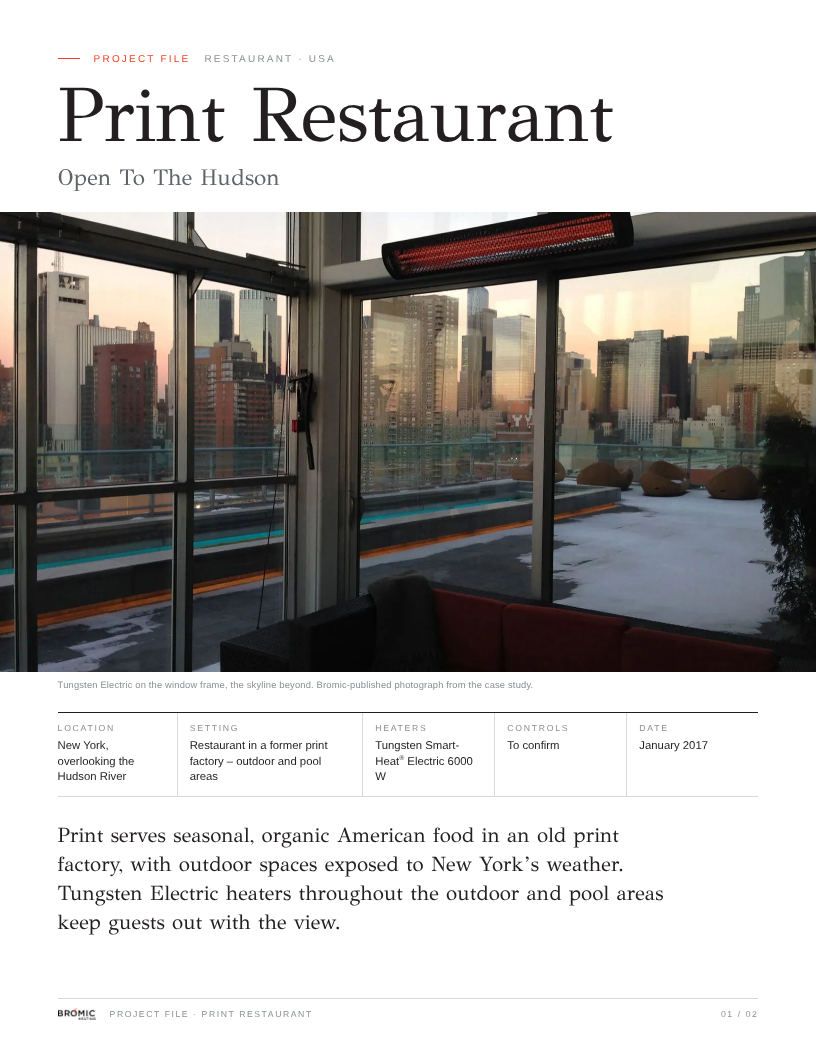 PROJECT FILE RESTAURANT · USA
Print Restaurant
Open To The Hudson
Tungsten Electric on the window frame, the skyline beyond. Bromic-published photograph from the case study.
LOCATION
New York,
overlooking the
Hudson River
SETTING
Restaurant in a former print
factory – outdoor and pool
areas
HEATERS
Tungsten Smart-
Heat® Electric 6000
W
CONTROLS
To confirm
DATE
January 2017
Print serves seasonal, organic American food in an old print
factory, with outdoor spaces exposed to New York’s weather.
Tungsten Electric heaters throughout the outdoor and pool areas
keep guests out with the view.
BROMIC
HEATING
PROJECT FILE · PRINT RESTAURANT
01 / 02